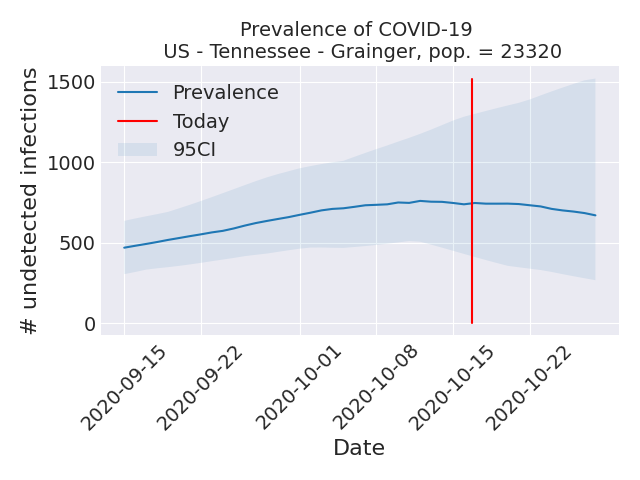 Prevalence of COVID-19
US - Tennessee - Grainger, pop. = 23320
# undetected infections
1500
1000
500
0
Prevalence
Today
95CI
2020-09-15
2020-09-22
2020-10-01
2020-10-08
2020-10-15
2020-10-22
Date